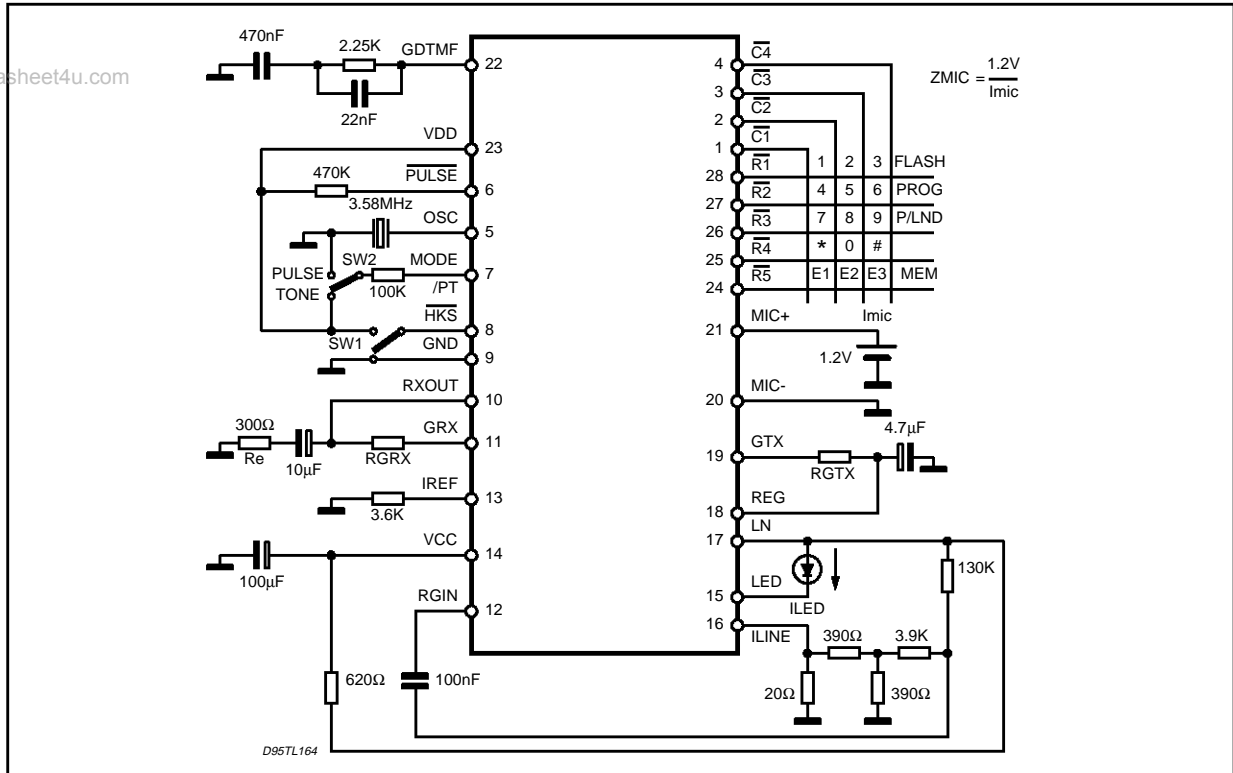 asheet4u.com
470nF
2.25K
GDTMF
22
22nF
VDD
23
470K
PULSE
6
3.58MHz
OSC
5
PULSE
SW2
MODE
7
TONE
100K
/PT
HKS
8
SW1
GND
9
RXOUT
10
300Ω
GRX
11
Re
10µF
RGRX
IREF
13
3.6K
VCC
14
100µF
RGIN
12
620Ω
100nF
D95TL164
4
C4
3
C3
2
C2
1
C1
28
R1
1 2 3 FLASH
27
R2
4 5 6 PROG
26
R3
7 8 9 P/LND
25
R4
* 0 #
24
R5
E1 E2 E3 MEM
Imic
21
MIC+
1.2V
20
MIC-
4.7µF
19
GTX
RGTX
18
REG
17
LN
130K
15
LED
ILED
16
ILINE
390Ω
3.9K
20Ω
390Ω
ZMIC = 1.2V
Imic